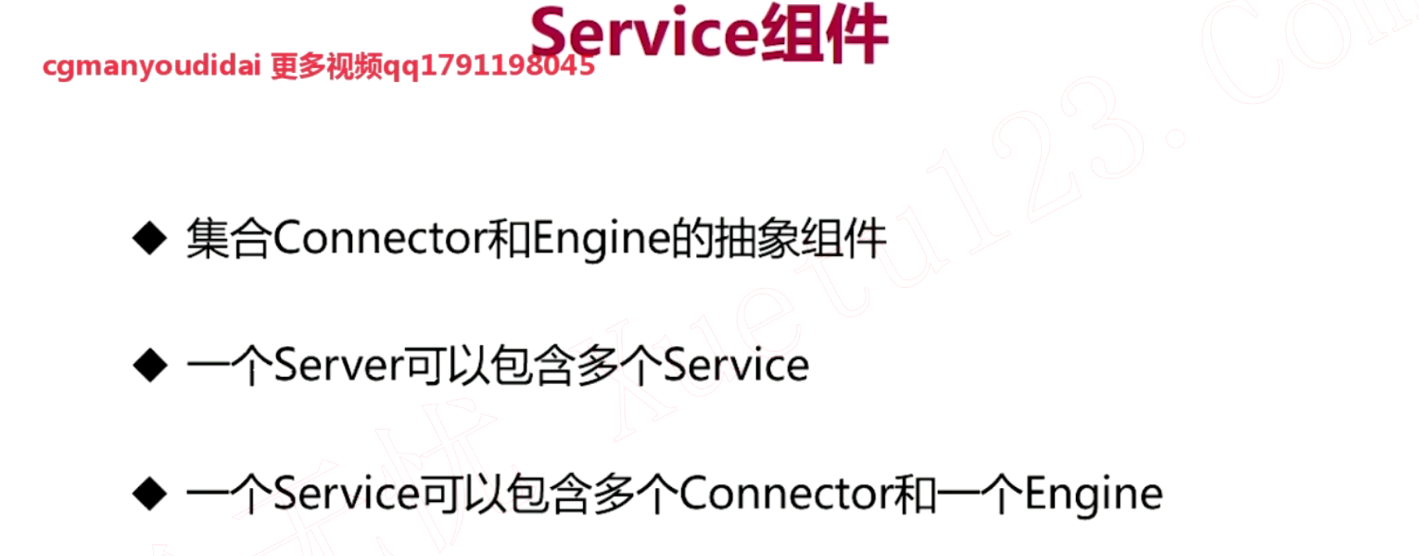 Service组件
cgmanyoudidai 更多视频qq1791198045
◆ 集合Connector和Engine的抽象组件
◆ 一个Server可以包含多个Service
◆ 一个Service可以包含多个Connector和一个Engine
无忧 Xuetu123.Com